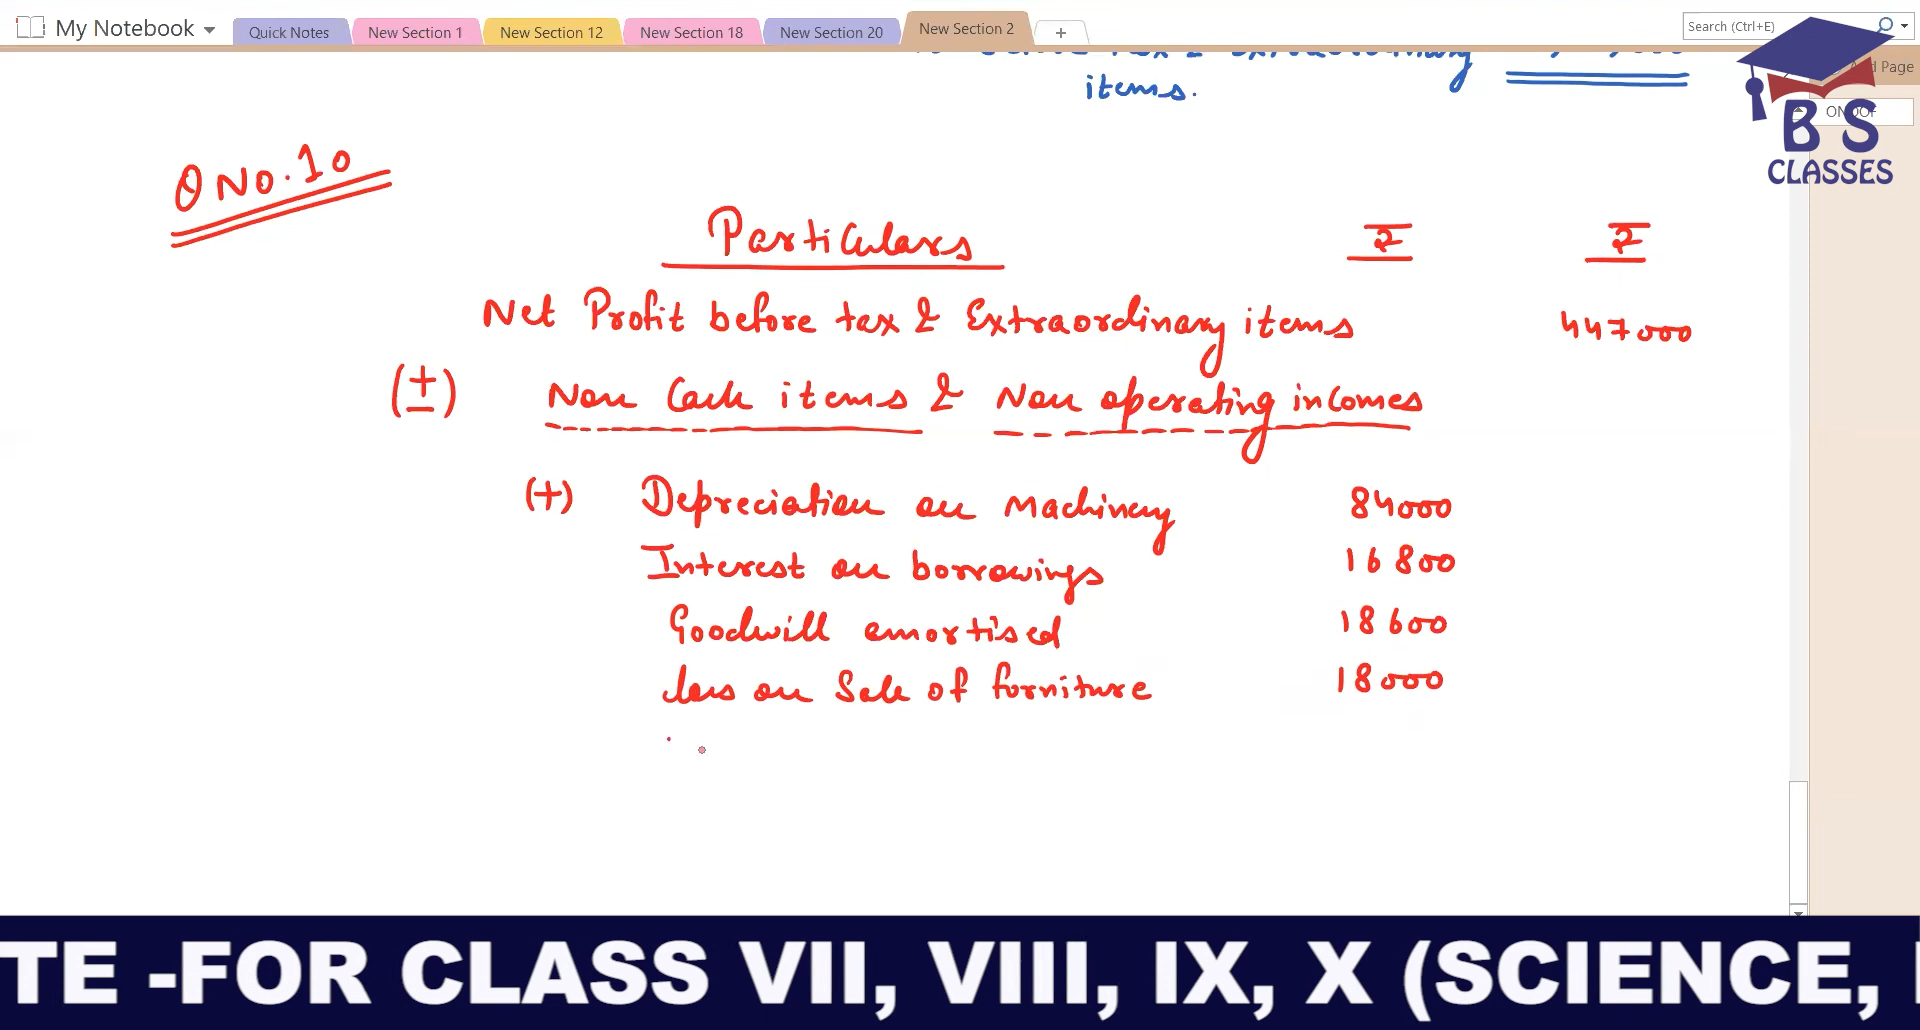 My Notebook
Quick Notes
New Section 1
New Section 12
New Section 18
New Section 20
New Section 2
+
Search (Ctrl+E)
Page
items.
B S
CLASSES
Q No. 10
Particulars ₹ ₹
Net Profit before tax & Extraordinary items 447000
(±) Non Cash items & Non operating incomes
(+) Depreciation on Machinery 84000
Interest on borrowings 16800
Goodwill amortised 18600
Loss on Sale of furniture 18000
TE -FOR CLASS VII, VIII, IX, X (SCIENCE,